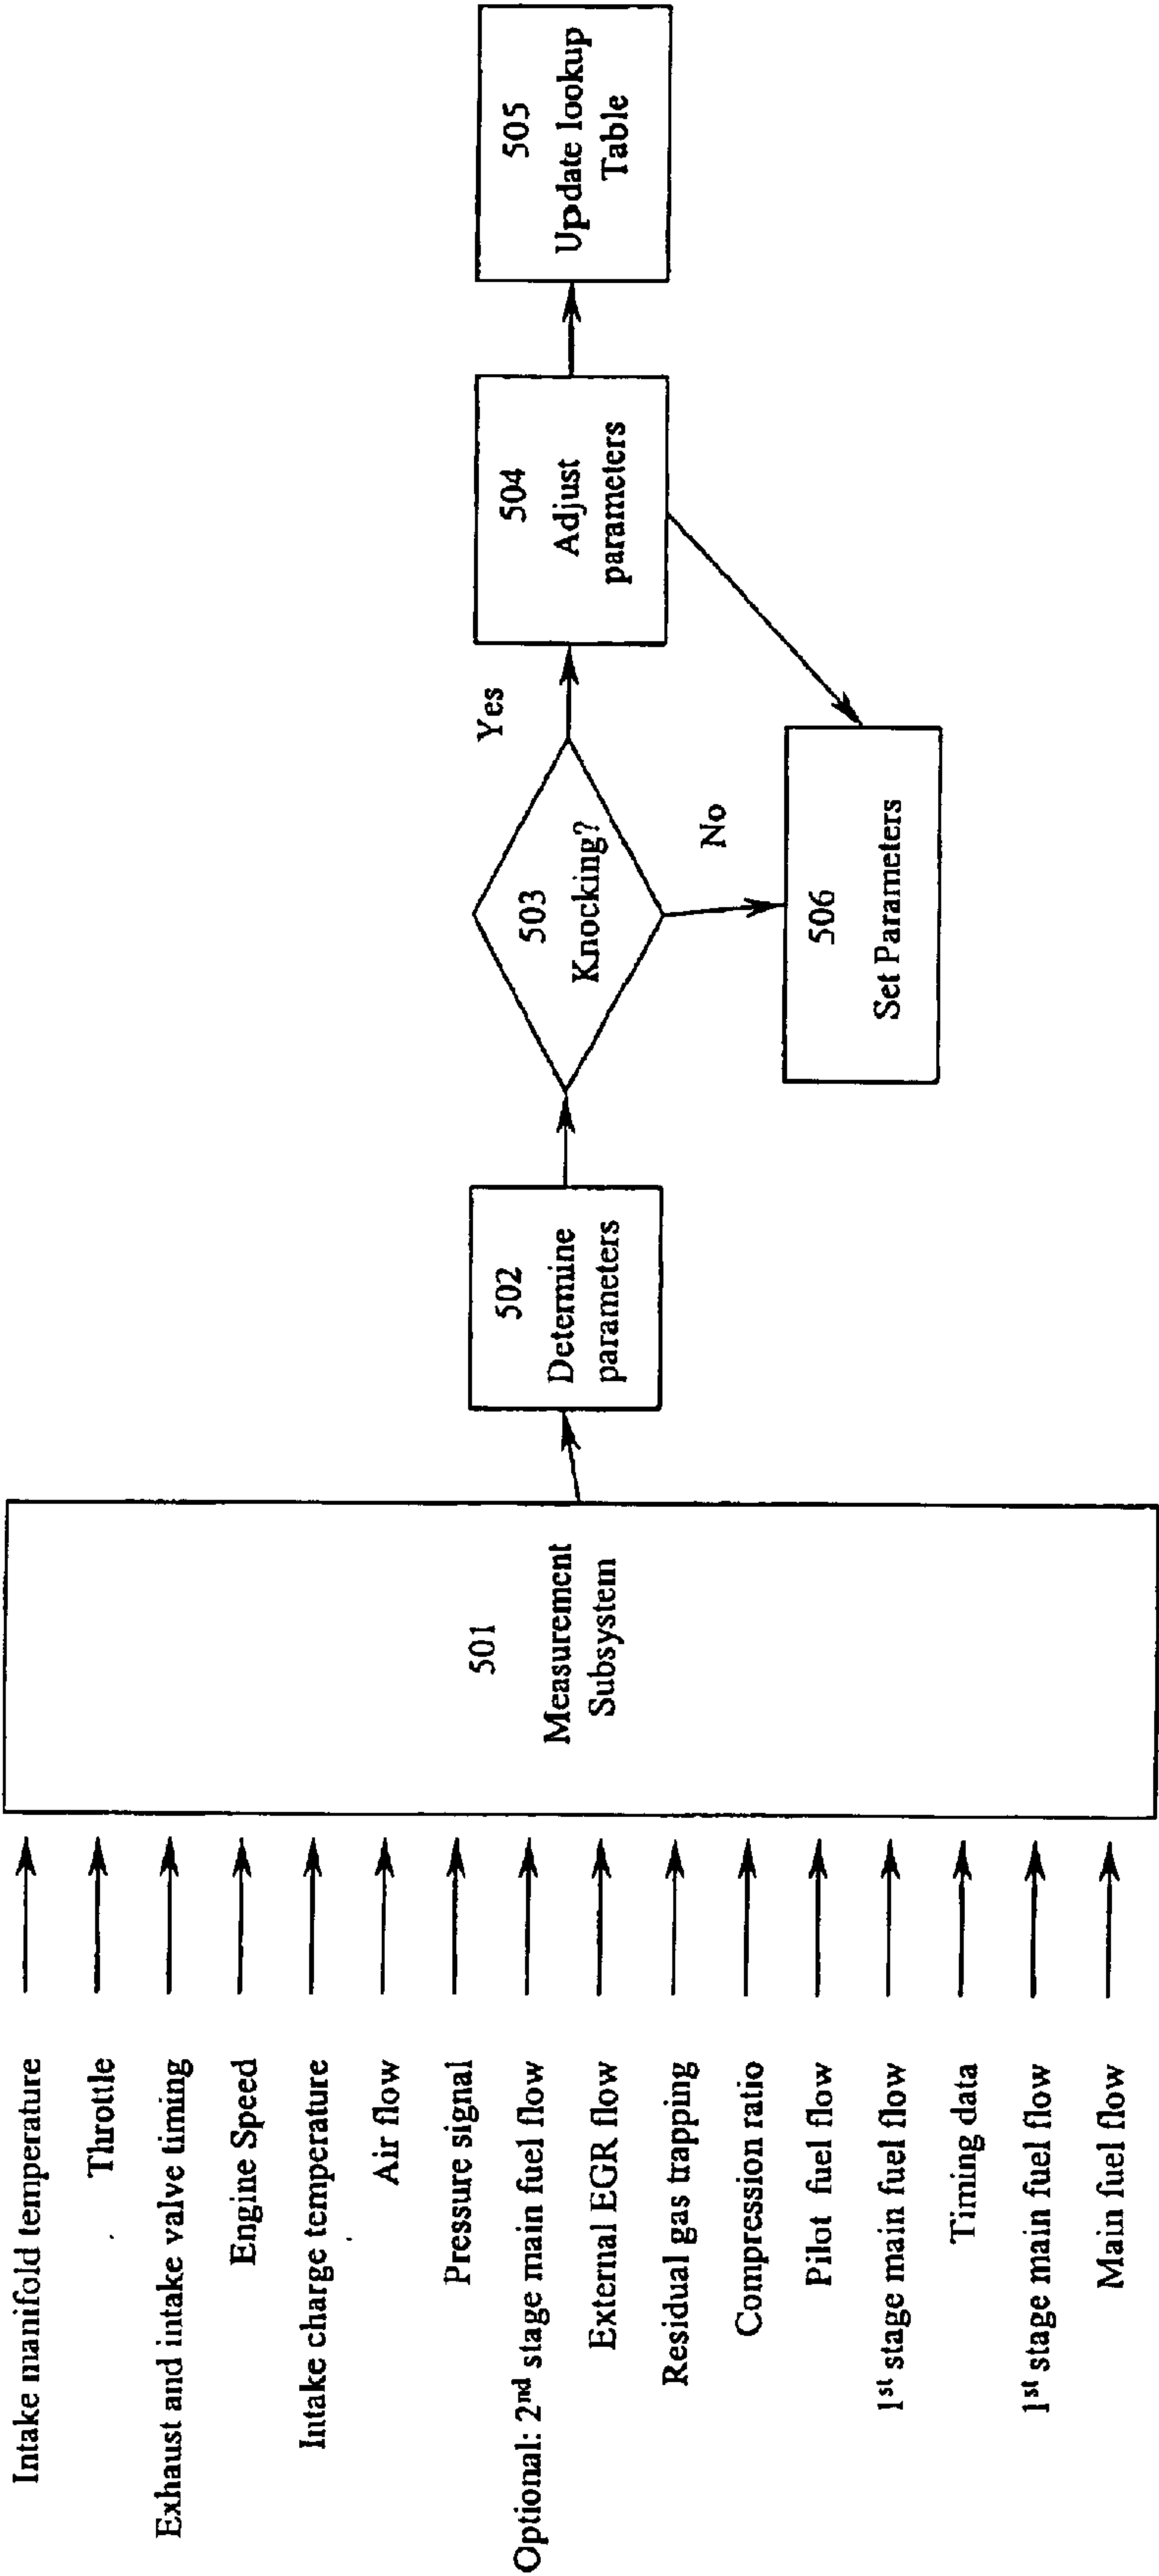 Intake manifold temperature
Throttle
Exhaust and intake valve timing
Engine Speed
Intake charge temperature
Air flow
Pressure signal
Optional: 2nd stage main fuel flow
External EGR flow
Residual gas trapping
Compression ratio
Pilot fuel flow
1st stage main fuel flow
Timing data
1st stage main fuel flow
Main fuel flow
501
Measurement
Subsystem
502
Determine
parameters
503
Knocking?
Yes
No
504
Adjust
parameters
505
Update lookup
Table
506
Set Parameters